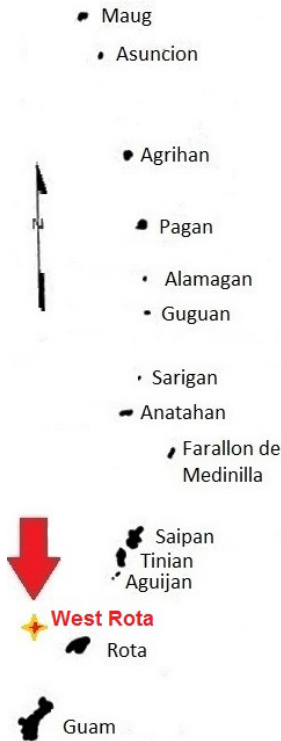 Maug
Asuncion
Agrihan
N
Pagan
Alamagan
Guguan
Sarigan
Anatahan
Farallon de
Medinilla
Saipan
Tinian
Aguijan
West Rota
Rota
Guam